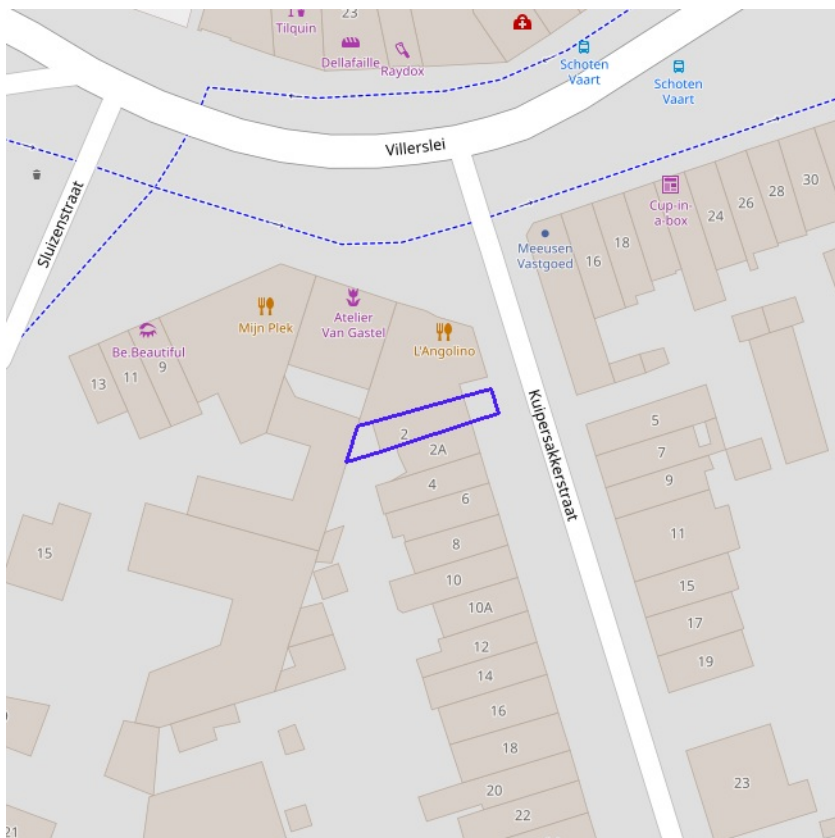 23
Tilquin
Dellafaille
Raydox
Schoten
Vaart
Schoten
Vaart
Villerslei
Sluizenstraat
Cup-in-
a-box
30
28
26
24
18
16
Meeusen
Vastgoed
Mijn Plek
Atelier
Van Gastel
L'Angolino
Be.Beautiful
9
11
13
Kuipersakkerstraat
2
2A
4
6
8
10
10A
12
14
16
18
20
22
5
7
9
11
15
17
19
23
15
21